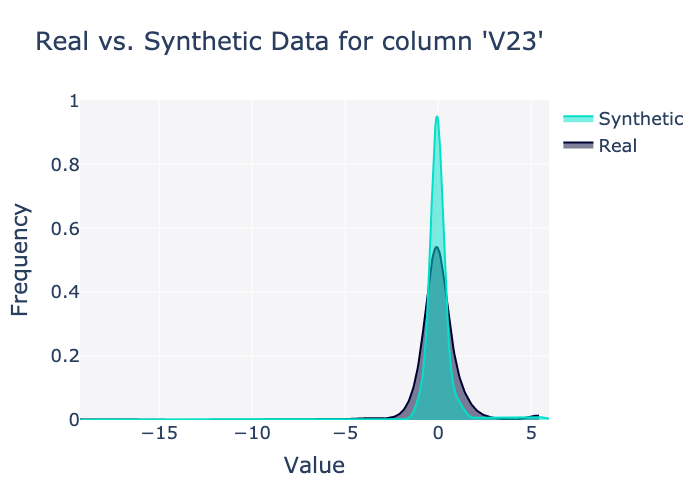 Real vs. Synthetic Data for column 'V23'
1
0.8
0.6
0.4
0.2
0
−15
−10
−5
0
5
Value
Frequency
Synthetic
Real